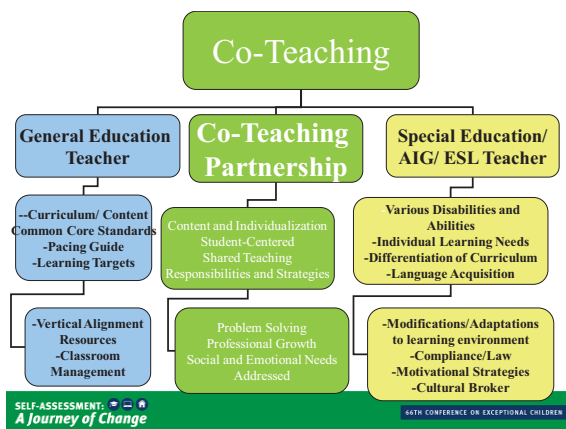 Co-Teaching
General Education
Teacher
Co-Teaching
Partnership
Special Education/
AIG/ ESL Teacher
--Curriculum/ Content
Common Core Standards
-Pacing Guide
-Learning Targets
Content and Individualization
Student-Centered
Shared Teaching
Responsibilities and Strategies
Various Disabilities and
Abilities
-Individual Learning Needs
-Differentiation of Curriculum
-Language Acquisition
-Vertical Alignment
Resources
-Classroom
Management
Problem Solving
Professional Growth
Social and Emotional Needs
Addressed
-Modifications/Adaptations
to learning environment
-Compliance/Law
-Motivational Strategies
-Cultural Broker
SELF-ASSESSMENT:
A Journey of Change
66TH CONFERENCE ON EXCEPTIONAL CHILDREN